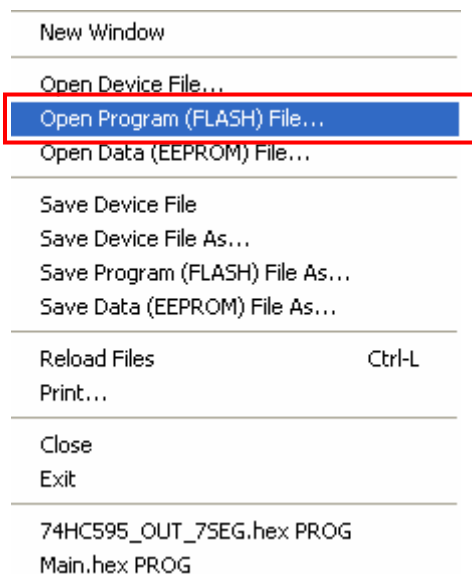 New Window
Open Device File...
Open Program (FLASH) File...
Open Data (EEPROM) File...
Save Device File
Save Device File As...
Save Program (FLASH) File As...
Save Data (EEPROM) File As...
Reload Files Ctrl-L
Print...
Close
Exit
74HC595_OUT_7SEG.hex PROG
Main.hex PROG